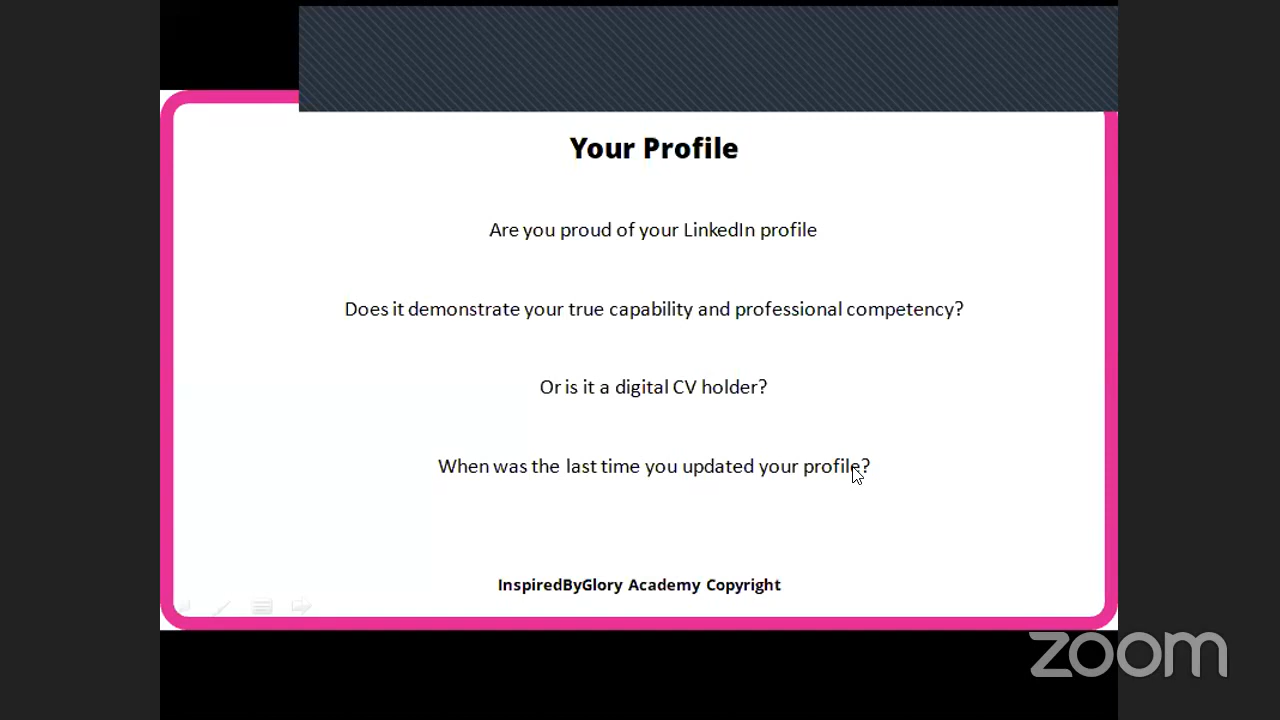 Your Profile
Are you proud of your LinkedIn profile
Does it demonstrate your true capability and professional competency?
Or is it a digital CV holder?
When was the last time you updated your profile?
InspiredByGlory Academy Copyright
zoom